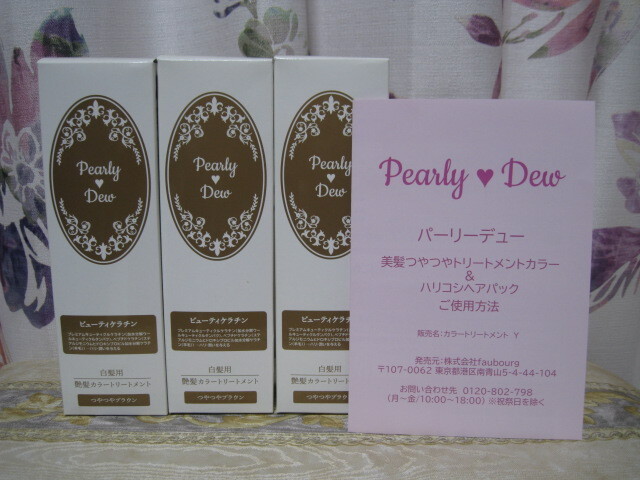 Pearly
Dew
ビューティケラチン
白髪用
艶髪カラートリートメント
つやつやブラウン
Pearly
Dew
ビューティケラチン
白髪用
艶髪カラートリートメント
つやつやブラウン
Pearly
Dew
ビューティケラチン
白髪用
艶髪カラートリ
つやつやブラウン
Pearly ♥ Dew
パーリーデュー
美髪つやつやトリートメントカラー
&
ハリコシヘアパック
ご使用方法
販売名:カラートリートメント Y
発売元:株式会社faubourg
〒107-0062 東京都港区南青山5-4-44-104
お問い合わせ先 0120-802-798
(月~金/10:00~18:00) ※祝祭日を除く